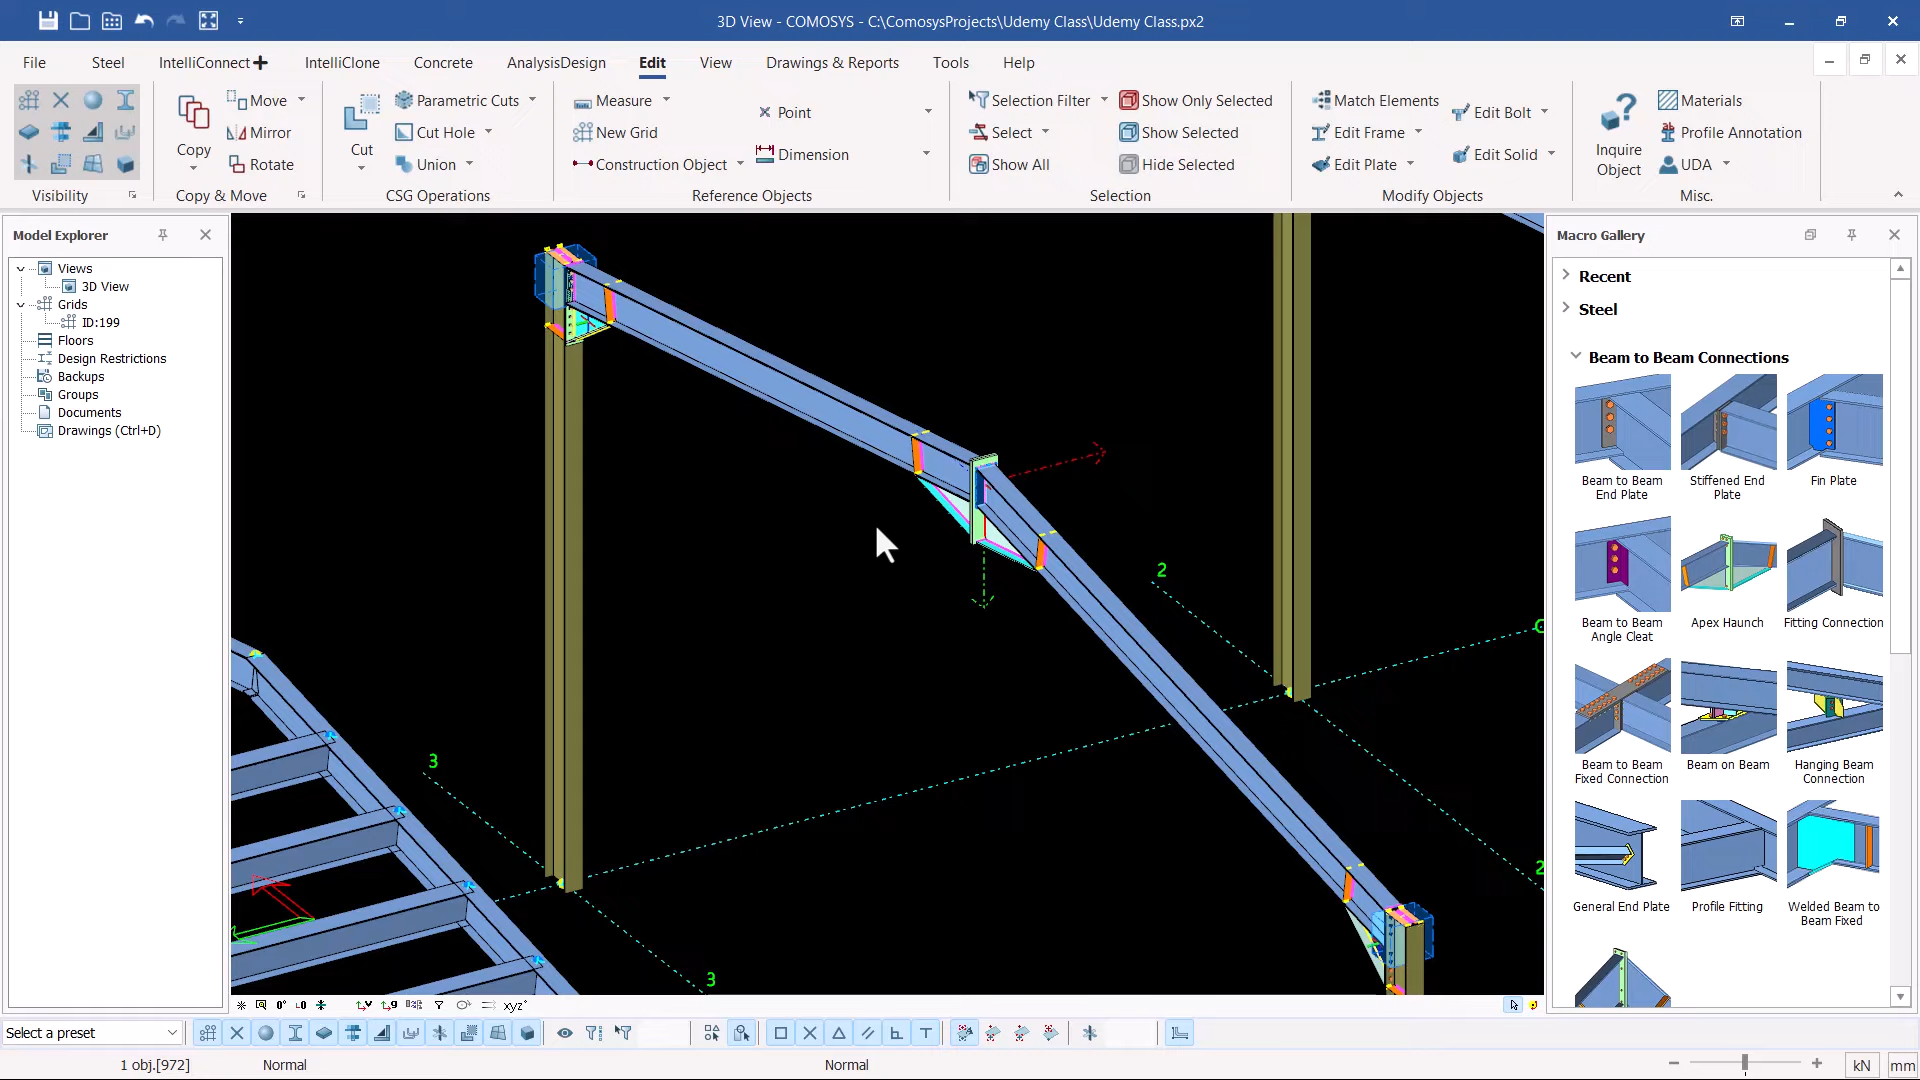 3D View - COMOSYS - C:\ComosysProjects\Udemy Class\Udemy Class.px2
File Steel IntelliConnect IntelliClone Concrete AnalysisDesign Edit View Drawings & Reports Tools Help
Visibility
Copy
Move
Mirror
Rotate
Copy & Move
Cut
Parametric Cuts
Cut Hole
Union
CSG Operations
Measure
New Grid
Construction Object
Point
Dimension
Reference Objects
Selection Filter
Select
Show All
Show Only Selected
Show Selected
Hide Selected
Selection
Match Elements
Edit Frame
Edit Plate
Edit Bolt
Edit Solid
Modify Objects
Inquire
Object
Materials
Profile Annotation
UDA
Misc.
Model Explorer
Views
3D View
Grids
ID:199
Floors
Design Restrictions
Backups
Groups
Documents
Drawings (Ctrl+D)
2
C
3
2
3
Macro Gallery
Recent
Steel
Beam to Beam Connections
Beam to Beam
End Plate
Stiffened End
Plate
Fin Plate
Beam to Beam
Angle Cleat
Apex Haunch
Fitting Connection
Beam to Beam
Fixed Connection
Beam on Beam
Hanging Beam
Connection
General End Plate
Profile Fitting
Welded Beam to
Beam Fixed
xyz
Select a preset
1 obj.[972] Normal Normal kN mm